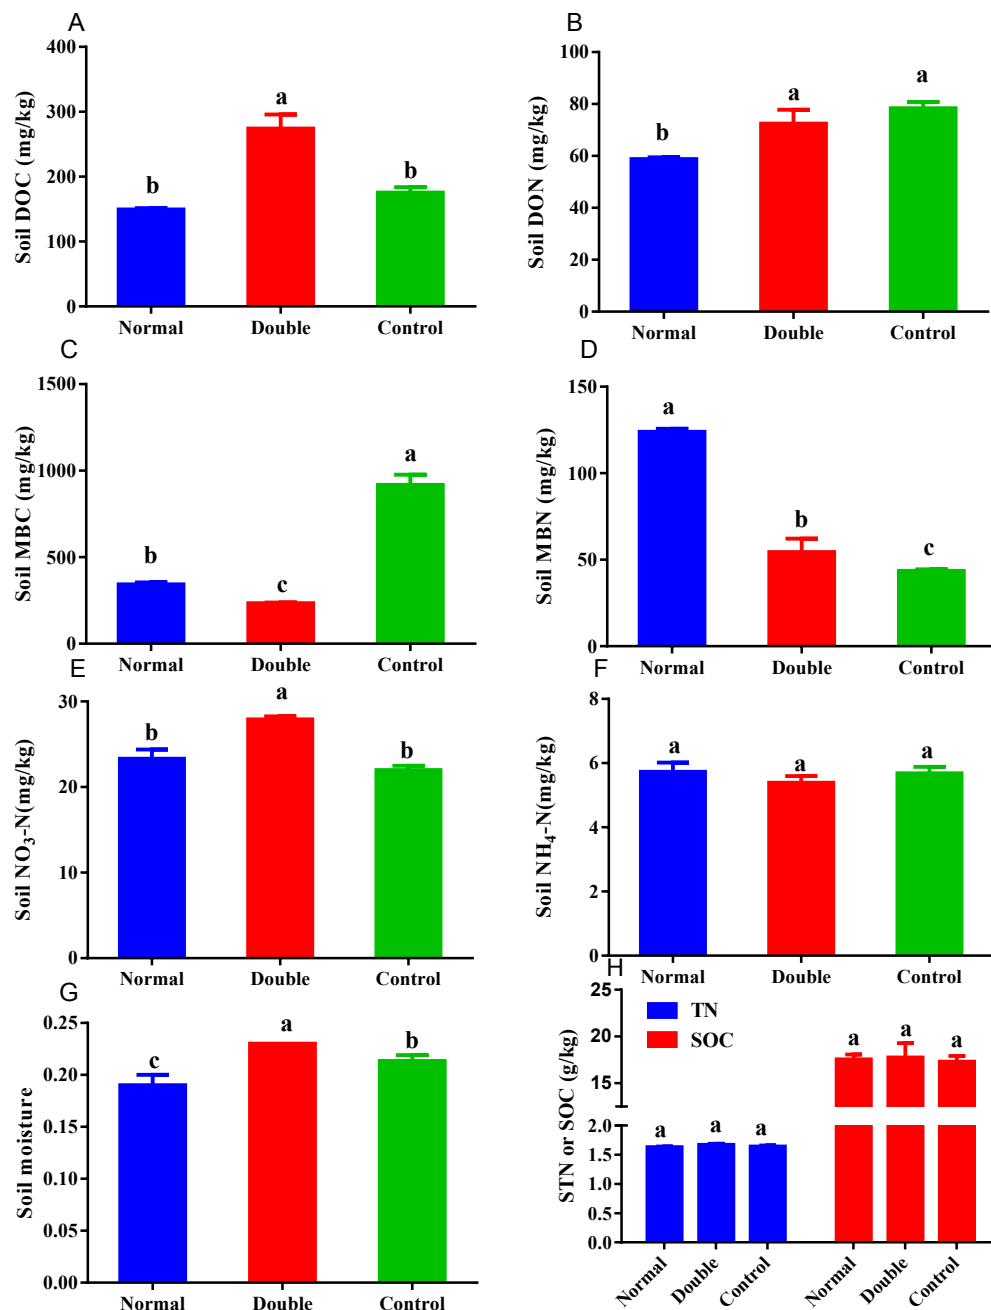 A
Soil DOC (mg/kg)
400
300
200
100
0
b
a
b
Normal Double Control
B
Soil DON (mg/kg)
100
80
60
40
20
0
b
a
a
Normal Double Control
C
Soil MBC (mg/kg)
1500
1000
500
0
b
c
a
Normal Double Control
D
Soil MBN (mg/kg)
150
100
50
0
a
b
c
Normal Double Control
E
Soil NO₃-N(mg/kg)
30
20
10
0
b
a
b
Normal Double Control
F
Soil NH₄-N(mg/kg)
8
6
4
2
0
a
a
a
Normal Double Control
G
Soil moisture
0.25
0.20
0.15
0.10
0.05
0.00
c
a
b
Normal Double Control
H
STN or SOC (g/kg)
25
20
15
2.0
1.5
1.0
0.5
0.0
TN
SOC
a a a a a a
Normal Double Control Normal Double Control